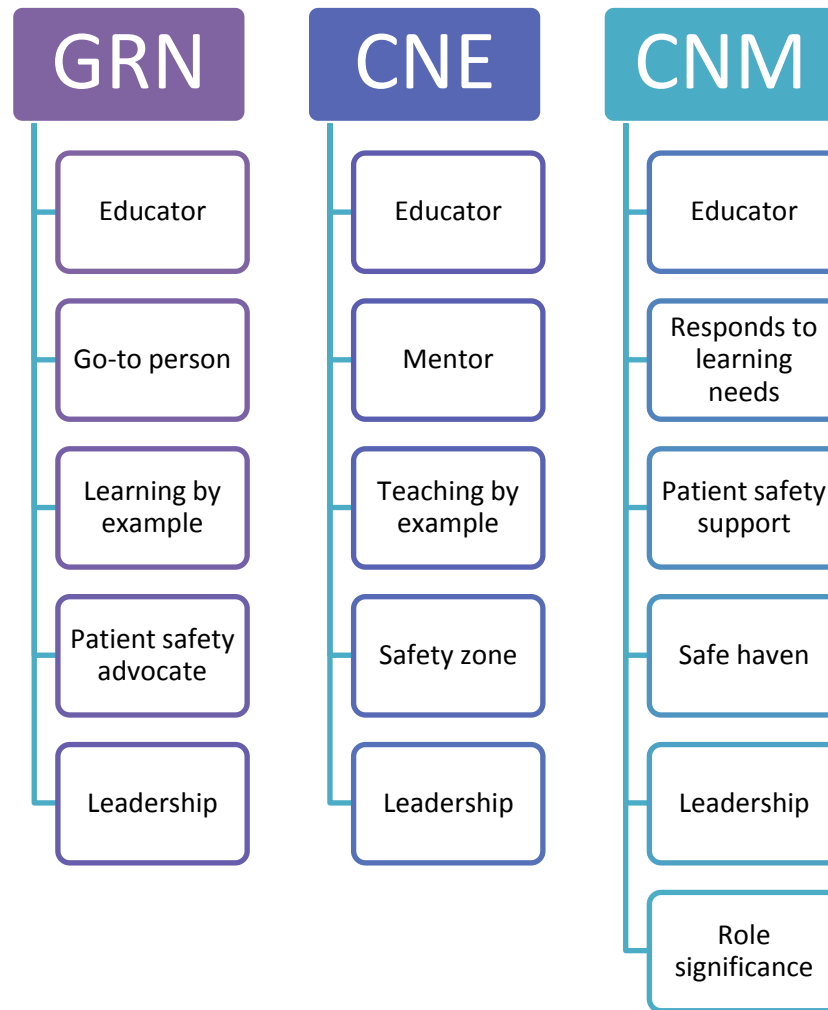 GRN
Educator
Go-to person
Learning by
example
Patient safety
advocate
Leadership
CNE
Educator
Mentor
Teaching by
example
Safety zone
Leadership
CNM
Educator
Responds to
learning
needs
Patient safety
support
Safe haven
Leadership
Role
significance